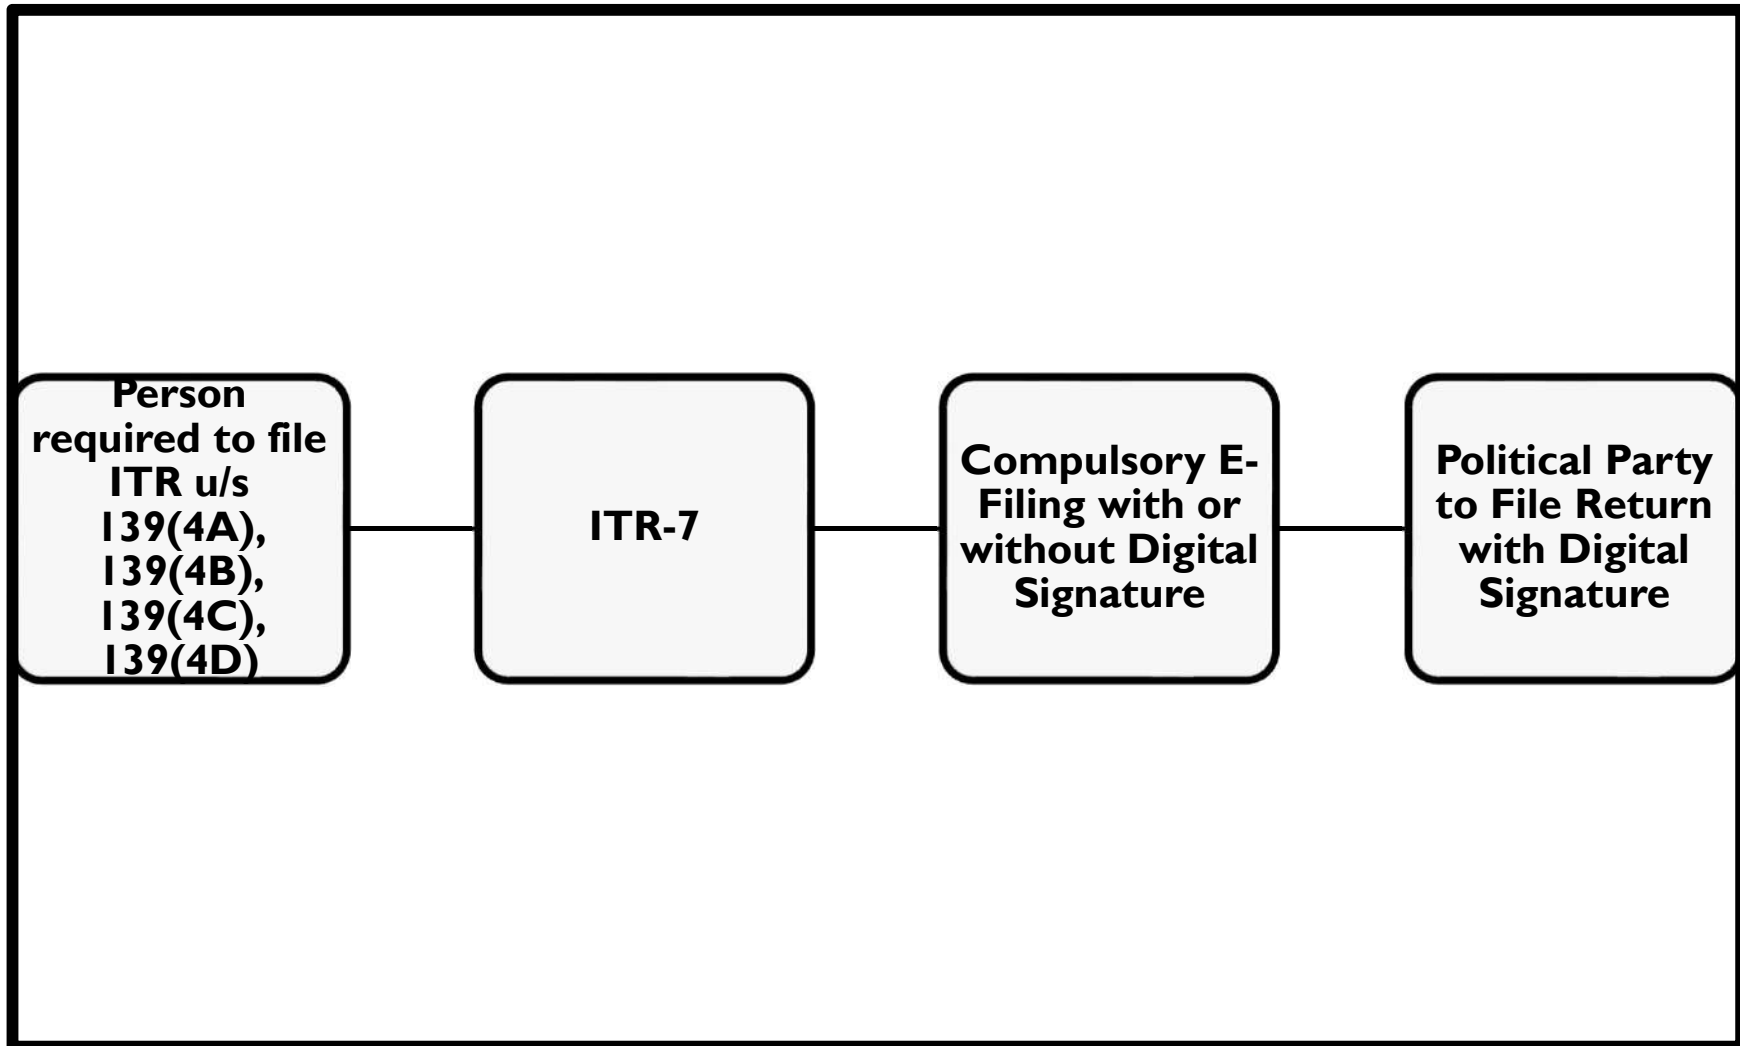 Person
required to file
ITR u/s
139(4A),
139(4B),
139(4C),
139(4D)
ITR-7
Compulsory E-
Filing with or
without Digital
Signature
Political Party
to File Return
with Digital
Signature